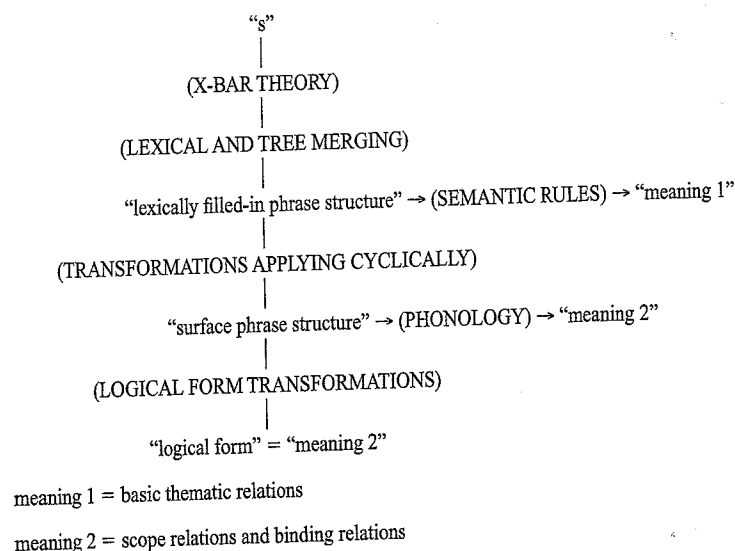 “s”
(X-BAR THEORY)
(LEXICAL AND TREE MERGING)
“lexically filled-in phrase structure” → (SEMANTIC RULES) → “meaning 1”
(TRANSFORMATIONS APPLYING CYCLICALLY)
“surface phrase structure” → (PHONOLOGY) → “meaning 2”
(LOGICAL FORM TRANSFORMATIONS)
“logical form” = “meaning 2”
meaning 1 = basic thematic relations
meaning 2 = scope relations and binding relations